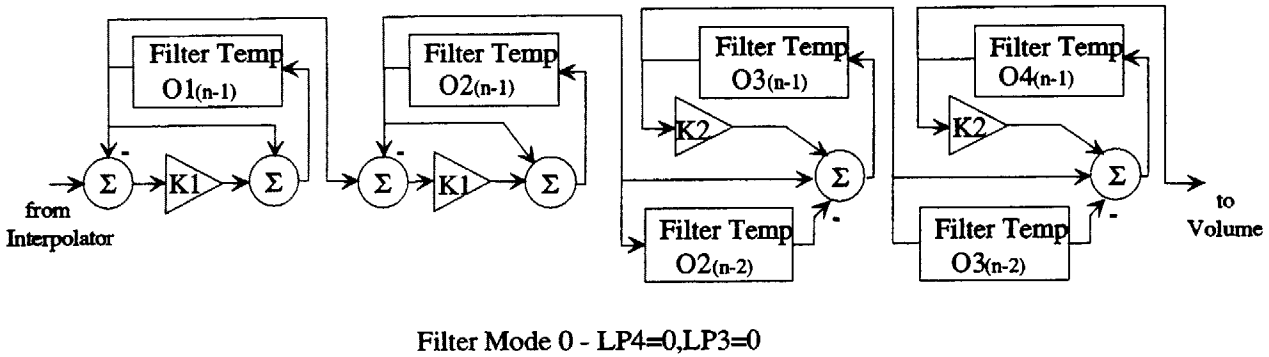 Filter Temp
O1(n-1)
Filter Temp
O2(n-1)
Filter Temp
O3(n-1)
Filter Temp
O4(n-1)
K2
K2
-
-
Σ
K1
Σ
Σ
K1
Σ
Σ
Σ
from
Interpolator
-
-
to
Volume
Filter Temp
O2(n-2)
Filter Temp
O3(n-2)
Filter Mode 0 - LP4=0,LP3=0